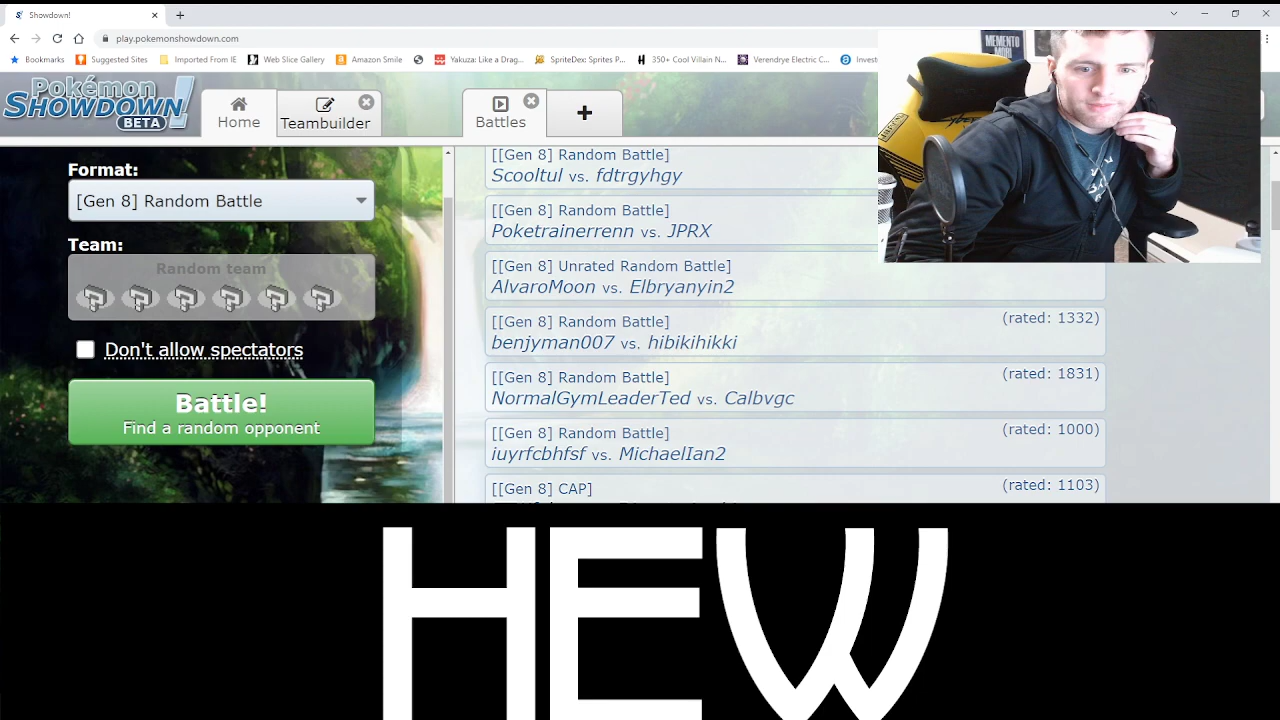 Showdown!
play.pokemonshowdown.com
Bookmarks Suggested Sites Imported From IE Web Slice Gallery Amazon Smile Yakuza: Like a Drag... SpriteDex: Sprites P... 350+ Cool Villain N... Verendrye Electric C...
MEMENTO MORI
Pokémon
SHOWDOWN!
BETA
Home
Teambuilder
Battles
Format:
[Gen 8] Random Battle
Team:
Random team
Don't allow spectators
Battle!
Find a random opponent
[[Gen 8] Random Battle]
Scooltul vs. fdtrgyhgy
[[Gen 8] Random Battle]
Poketrainerrenn vs. JPRX
[[Gen 8] Unrated Random Battle]
AlvaroMoon vs. Elbryanyin2
[[Gen 8] Random Battle] (rated: 1332)
benjyman007 vs. hibikihikki
[[Gen 8] Random Battle] (rated: 1831)
NormalGymLeaderTed vs. Calbvgc
[[Gen 8] Random Battle] (rated: 1000)
iuyrfcbhfsf vs. MichaelIan2
[[Gen 8] CAP] (rated: 1103)
HEW